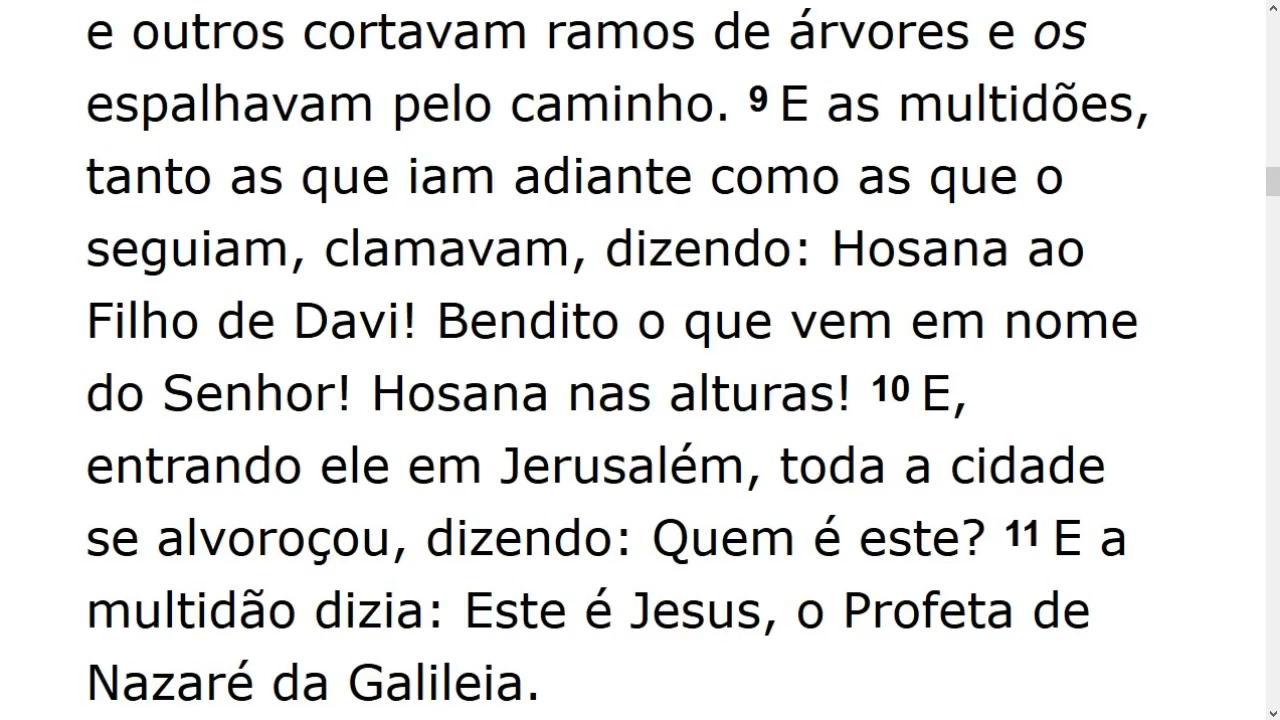 e outros cortavam ramos de árvores e os
espalhavam pelo caminho. 9 E as multidões,
tanto as que iam adiante como as que o
seguiam, clamavam, dizendo: Hosana ao
Filho de Davi! Bendito o que vem em nome
do Senhor! Hosana nas alturas! 10 E,
entrando ele em Jerusalém, toda a cidade
se alvoroçou, dizendo: Quem é este? 11 E a
multidão dizia: Este é Jesus, o Profeta de
Nazaré da Galileia.